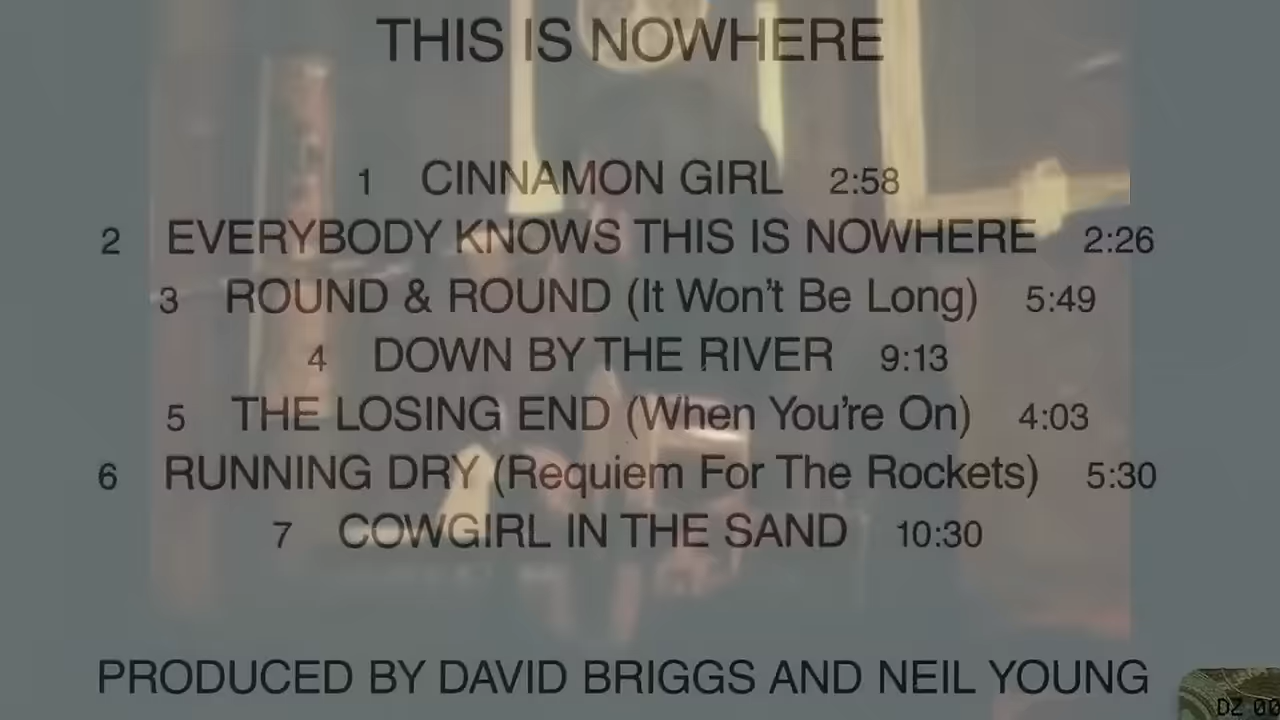 THIS IS NOWHERE
1 CINNAMON GIRL 2:58
2 EVERYBODY KNOWS THIS IS NOWHERE 2:26
3 ROUND & ROUND (It Won't Be Long) 5:49
4 DOWN BY THE RIVER 9:13
5 THE LOSING END (When You're On) 4:03
6 RUNNING DRY (Requiem For The Rockets) 5:30
7 COWGIRL IN THE SAND 10:30
PRODUCED BY DAVID BRIGGS AND NEIL YOUNG
DZ 00